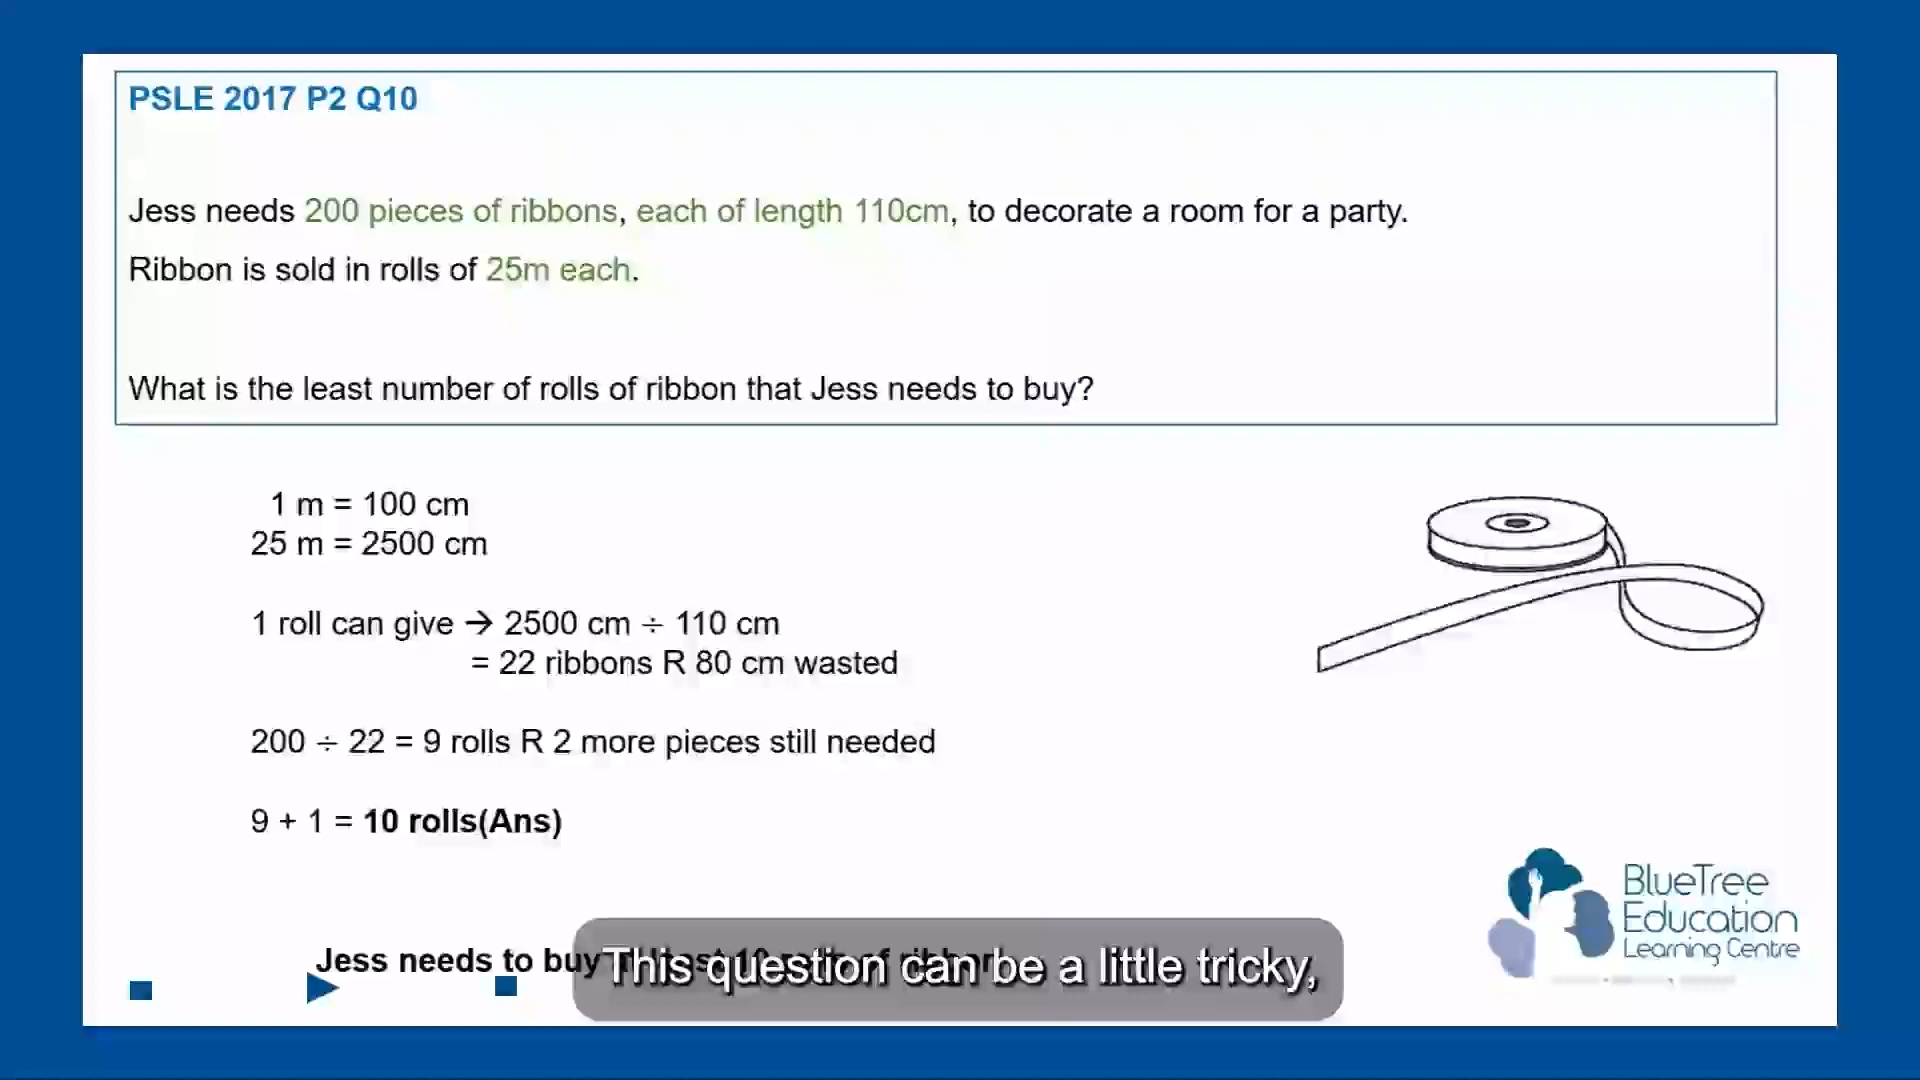 PSLE 2017 P2 Q10
Jess needs 200 pieces of ribbons, each of length 110cm, to decorate a room for a party.
Ribbon is sold in rolls of 25m each.
What is the least number of rolls of ribbon that Jess needs to buy?
1 m = 100 cm
25 m = 2500 cm
1 roll can give → 2500 cm ÷ 110 cm
= 22 ribbons R 80 cm wasted
200 ÷ 22 = 9 rolls R 2 more pieces still needed
9 + 1 = 10 rolls(Ans)
BlueTree
Education
Learning Centre
Jess needs to buy
This question can be a little tricky,